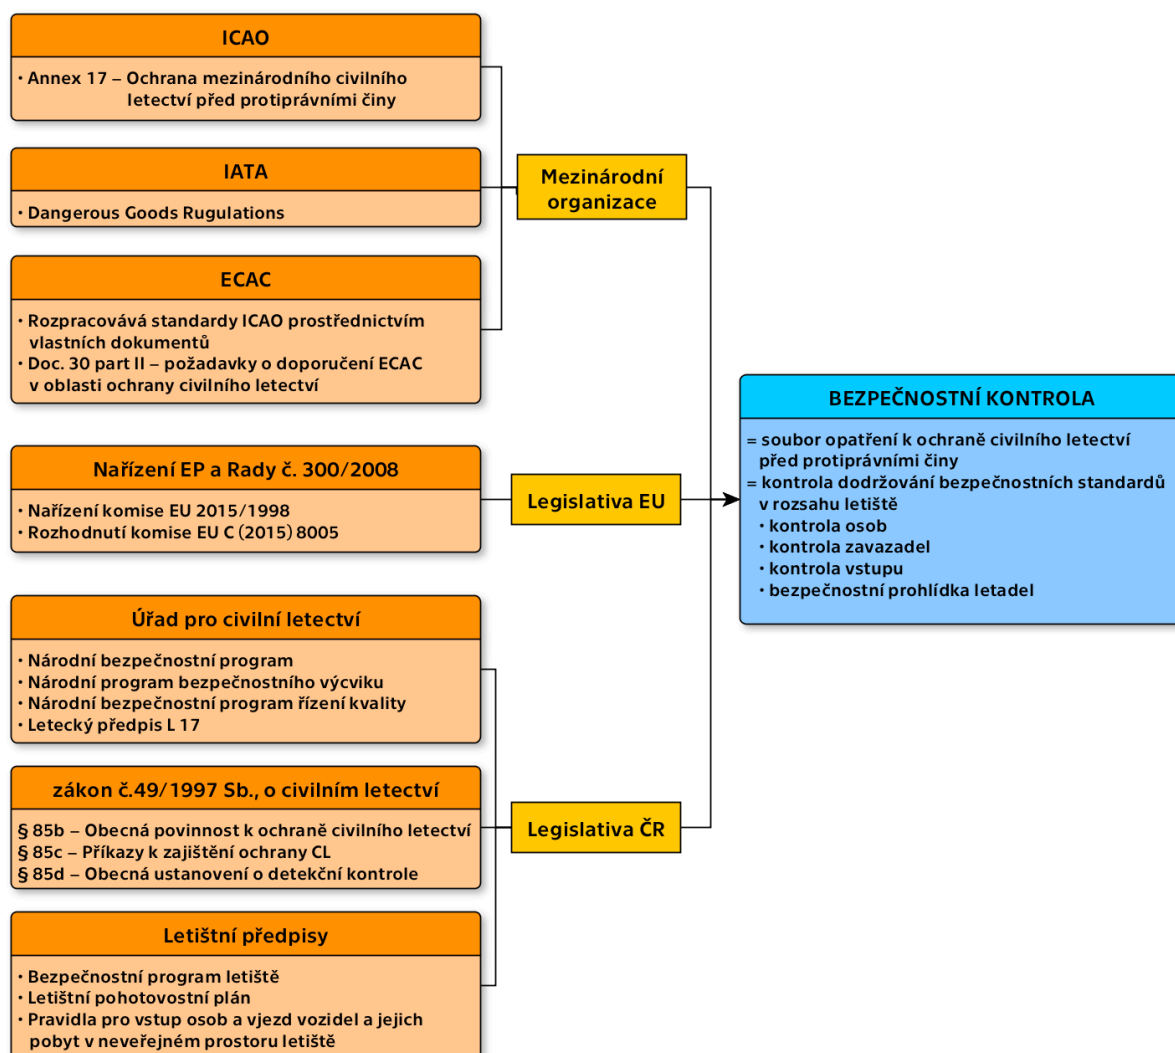 ICAO
• Annex 17 – Ochrana mezinárodního civilního
letectví před protiprávními činy
IATA
• Dangerous Goods Rugulations
ECAC
• Rozpracovává standardy ICAO prostřednictvím
vlastních dokumentů
• Doc. 30 part II – požadavky o doporučení ECAC
v oblasti ochrany civilního letectví
Mezinárodní
organizace
Nařízení EP a Rady č. 300/2008
• Nařízení komise EU 2015/1998
• Rozhodnutí komise EU C (2015) 8005
Legislativa EU
Úřad pro civilní letectví
• Národní bezpečnostní program
• Národní program bezpečnostního výcviku
• Národní bezpečnostní program řízení kvality
• Letecký předpis L 17
zákon č.49/1997 Sb., o civilním letectví
§ 85b – Obecná povinnost k ochraně civilního letectví
§ 85c – Příkazy k zajištění ochrany CL
§ 85d – Obecná ustanovení o detekční kontrole
Letištní předpisy
• Bezpečnostní program letiště
• Letištní pohotovostní plán
• Pravidla pro vstup osob a vjezd vozidel a jejich
pobyt v neveřejném prostoru letiště
Legislativa ČR
BEZPEČNOSTNÍ KONTROLA
= soubor opatření k ochraně civilního letectví
před protiprávními činy
= kontrola dodržování bezpečnostních standardů
v rozsahu letiště
• kontrola osob
• kontrola zavazadel
• kontrola vstupu
• bezpečnostní prohlídka letadel